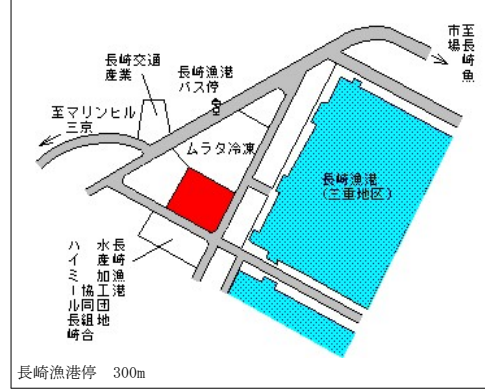 至長崎魚
市場
長崎交通
産業
長崎漁港
バス停
至マリンヒル
三京
ムラタ冷凍
長崎漁港
(三重地区)
長崎漁港
水産加工団地
協同組合
ハイミール長崎
長崎漁港停 300m